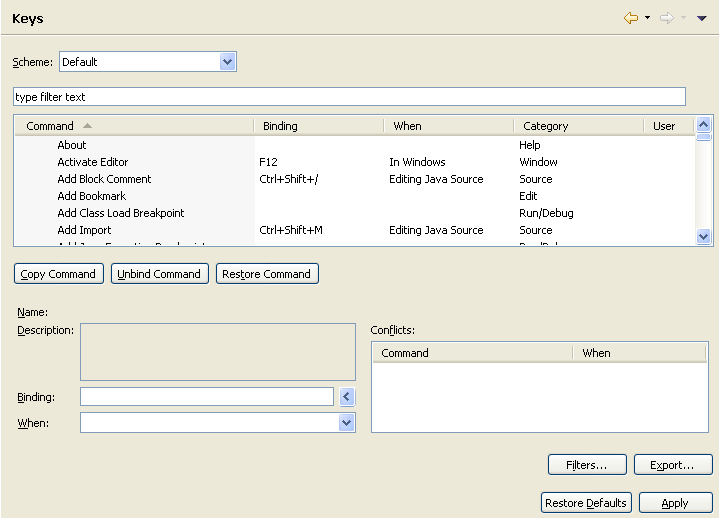 Keys
Scheme: Default
type filter text
Command Binding When Category User
About Help
Activate Editor F12 In Windows Window
Add Block Comment Ctrl+Shift+/ Editing Java Source Source
Add Bookmark Edit
Add Class Load Breakpoint Run/Debug
Add Import Ctrl+Shift+M Editing Java Source Source
Copy Command Unbind Command Restore Command
Name:
Description: Conflicts:
Command When
Binding:
When:
Filters... Export...
Restore Defaults Apply